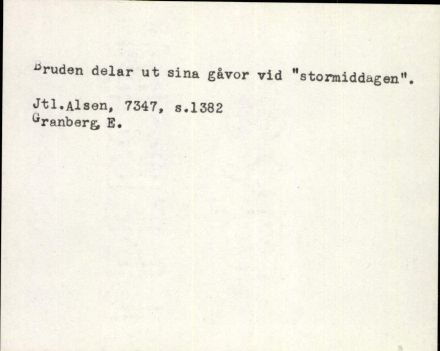 Bruden delar ut sina gåvor vid "stormiddagen".
Jtl.Alsen, 7347, s.1382
Granberg, E.